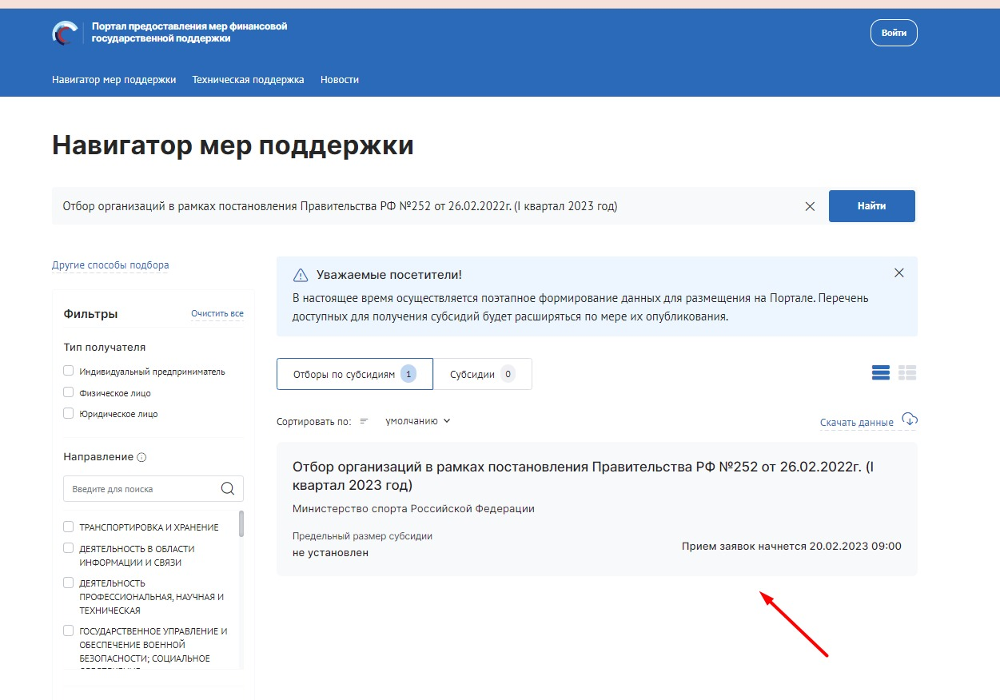 Портал предоставления мер финансовой
государственной поддержки
Войти
Навигатор мер поддержки Техническая поддержка Новости
Навигатор мер поддержки
Отбор организаций в рамках постановления Правительства РФ №252 от 26.02.2022г. (I квартал 2023 год)
Найти
Другие способы подбора
Фильтры
Очистить все
Тип получателя
Индивидуальный предприниматель
Физическое лицо
Юридическое лицо
Направление
Введите для поиска
ТРАНСПОРТИРОВКА И ХРАНЕНИЕ
ДЕЯТЕЛЬНОСТЬ В ОБЛАСТИ
ИНФОРМАЦИИ И СВЯЗИ
ДЕЯТЕЛЬНОСТЬ
ПРОФЕССИОНАЛЬНАЯ, НАУЧНАЯ И
ТЕХНИЧЕСКАЯ
ГОСУДАРСТВЕННОЕ УПРАВЛЕНИЕ И
ОБЕСПЕЧЕНИЕ ВОЕННОЙ
БЕЗОПАСНОСТИ; СОЦИАЛЬНОЕ
Уважаемые посетители!
В настоящее время осуществляется поэтапное формирование данных для размещения на Портале. Перечень
доступных для получения субсидий будет расширяться по мере их опубликования.
Отборы по субсидиям 1 Субсидии 0
Сортировать по: умолчанию
Скачать данные
Отбор организаций в рамках постановления Правительства РФ №252 от 26.02.2022г. (I
квартал 2023 год)
Министерство спорта Российской Федерации
Предельный размер субсидии
не установлен
Прием заявок начнется 20.02.2023 09:00